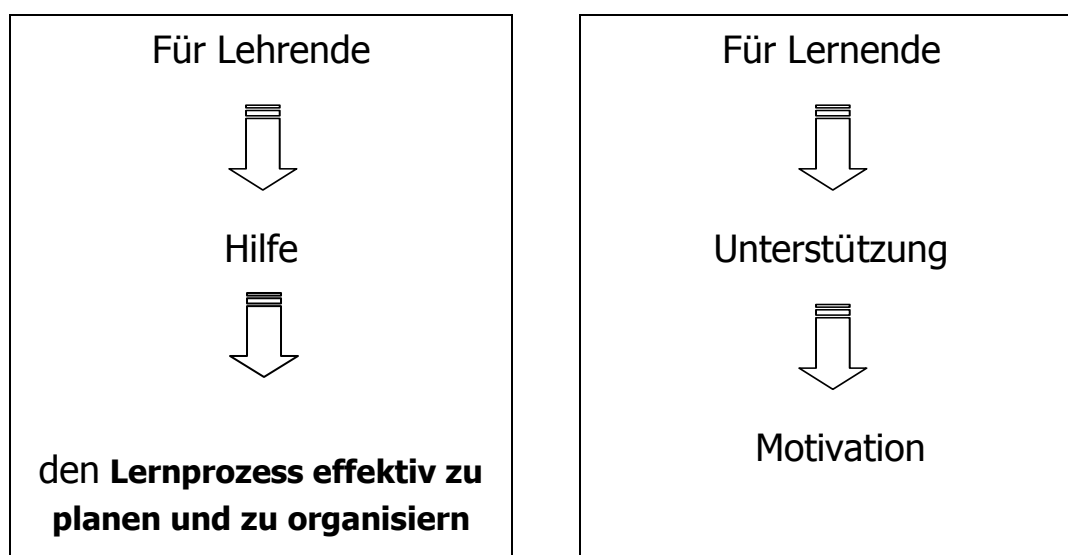 Für Lehrende
Hilfe
den Lernprozess effektiv zu
planen und zu organisiern
Für Lernende
Unterstützung
Motivation